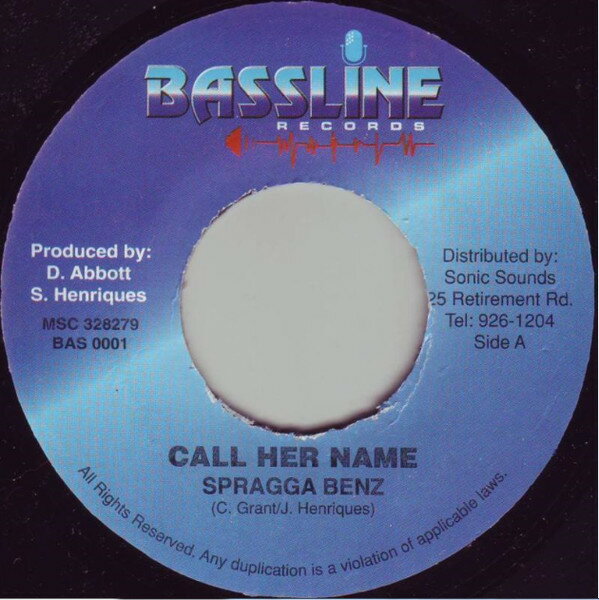 BASSLINE
RECORDS
Produced by:
D. Abbott
S. Henriques
MSC 328279
BAS 0001
Distributed by:
Sonic Sounds
25 Retirement Rd.
Tel: 926-1204
Side A
CALL HER NAME
SPRAGGA BENZ
(C. Grant/J. Henriques)
All Rights Reserved. Any duplication is a violation of applicable laws.